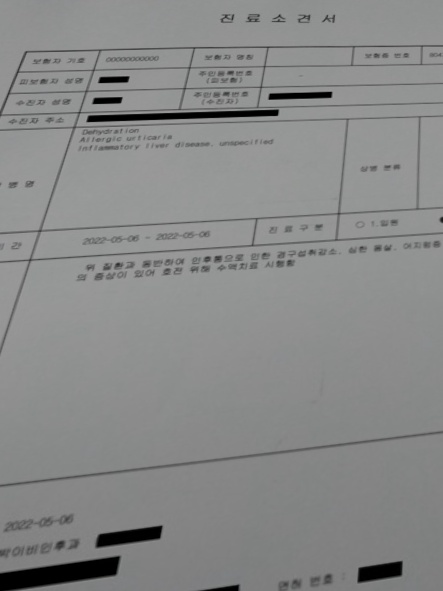 진 료 소 견 서
보험자 기호 00000000000 보험자 명칭 보험증 번호 804
피보험자 성명 주민등록번호
(피보험)
수진자 성명 주민등록번호
(수진자)
수진자 주소
병 명 Dehydration
Allergic urticaria
Inflammatory liver disease, unspecified
상병 분류
기 간 2022-05-06 - 2022-05-06 진 료 구 분 ○ 1.입원
위 질환과 동반하여 인후통으로 인한 경구섭취감소, 심한 몸살, 어지럼증
의 증상이 있어 호전 위해 수액치료 시행함
2022-05-06
박이비인후과
면허 번호 :